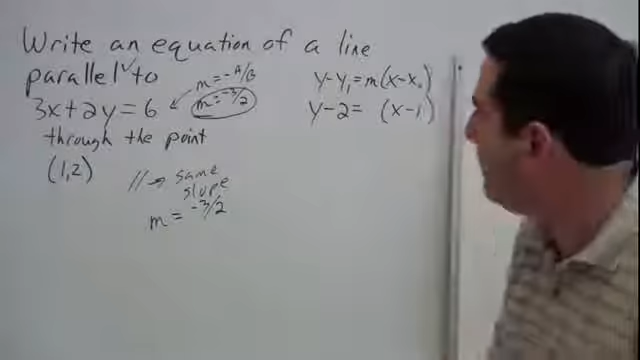 Write an equation of a line
parallel to
3x+2y=6
through the point
(1,2)
m=-A/B
m=-3/2
// → same
slope
m = -3/2
y-y₁=m(x-x₁)
y-2= (x-1)